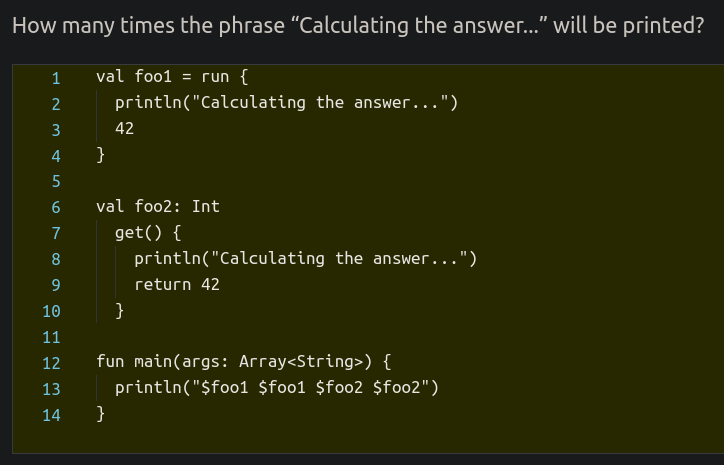 How many times the phrase “Calculating the answer...” will be printed?
1 val foo1 = run {
2 println("Calculating the answer...")
3 42
4 }
5
6 val foo2: Int
7 get() {
8 println("Calculating the answer...")
9 return 42
10 }
11
12 fun main(args: Array<String>) {
13 println("$foo1 $foo1 $foo2 $foo2")
14 }